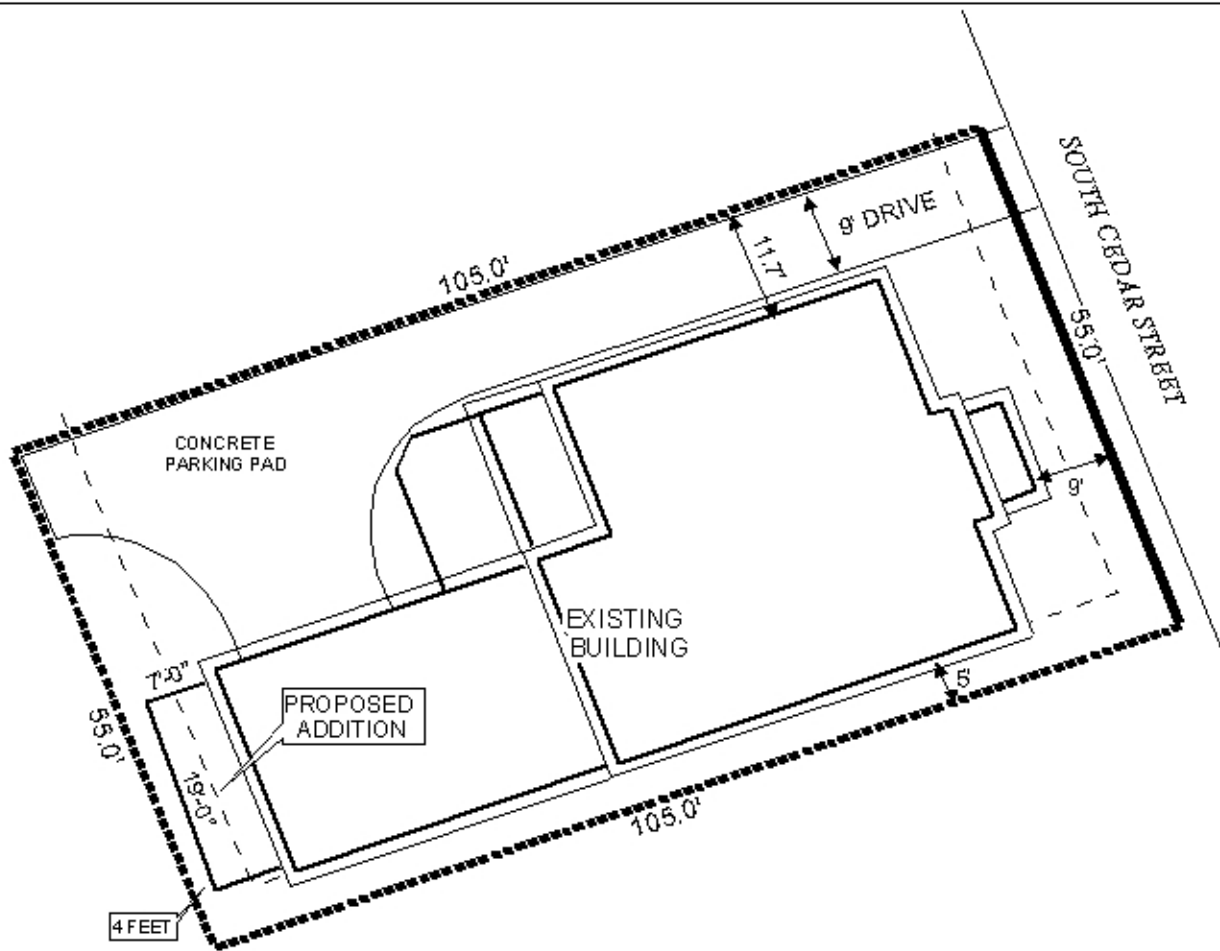 SOUTH CEDAR STREET
105.0'
11.7'
9' DRIVE
55.0'
CONCRETE
PARKING PAD
9'
EXISTING
BUILDING
5'
7'-0"
PROPOSED
ADDITION
55.0'
19'-0"
105.0'
4 FEET